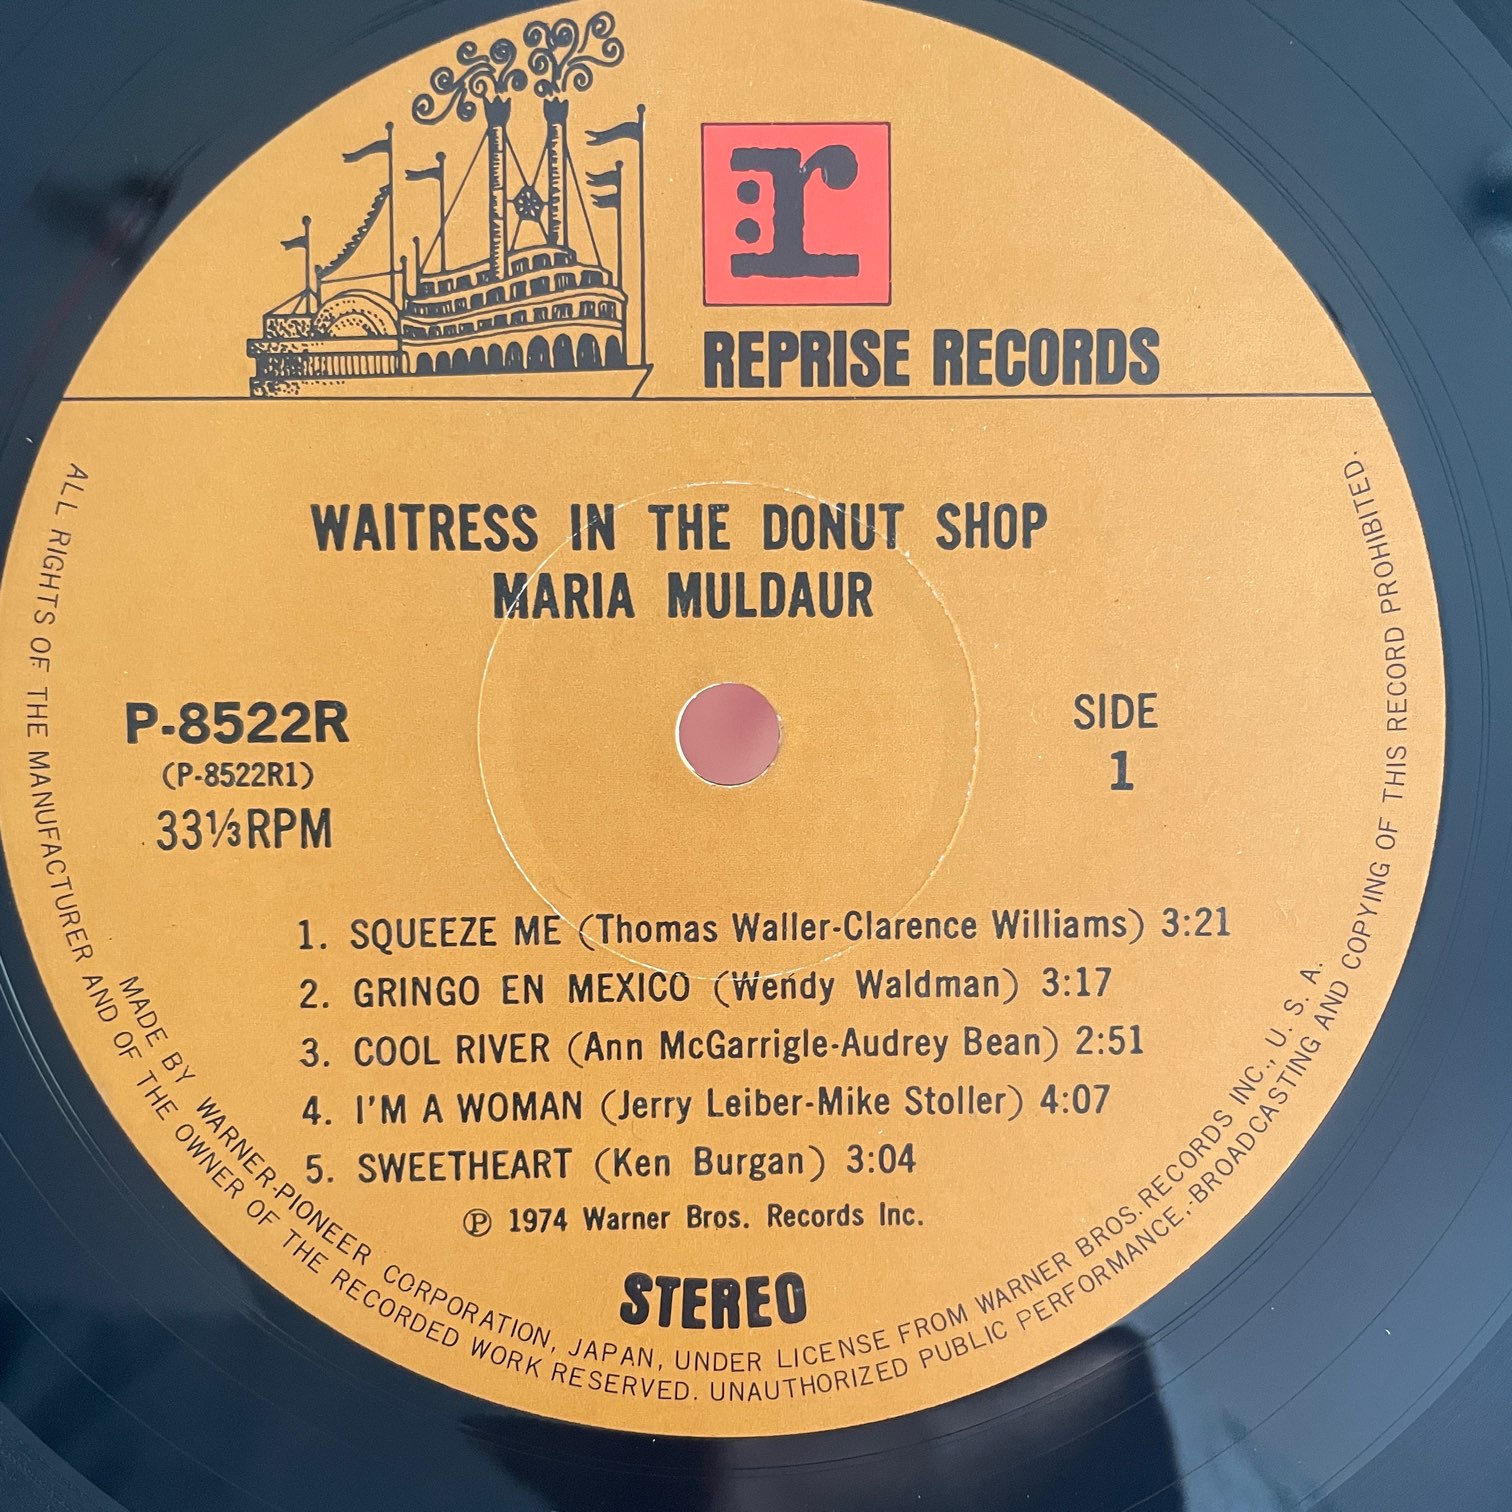 r
REPRISE RECORDS
WAITRESS IN THE DONUT SHOP
MARIA MULDAUR
P-8522R
(P-8522R1)
33⅓RPM
SIDE
1
1. SQUEEZE ME (Thomas Waller-Clarence Williams) 3:21
2. GRINGO EN MEXICO (Wendy Waldman) 3:17
3. COOL RIVER (Ann McGarrigle-Audrey Bean) 2:51
4. I'M A WOMAN (Jerry Leiber-Mike Stoller) 4:07
5. SWEETHEART (Ken Burgan) 3:04
℗ 1974 Warner Bros. Records Inc.
STEREO
MADE BY WARNER-PIONEER CORPORATION, JAPAN, UNDER LICENSE FROM WARNER BROS. RECORDS INC., U. S. A.
ALL RIGHTS OF THE MANUFACTURER AND OF THE OWNER OF THE RECORDED WORK RESERVED. UNAUTHORIZED PUBLIC PERFORMANCE, BROADCASTING AND COPYING OF THIS RECORD PROHIBITED.